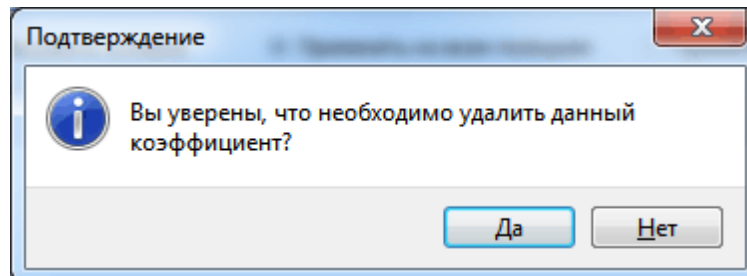 Подтверждение
Вы уверены, что необходимо удалить данный
коэффициент?
Да
Нет